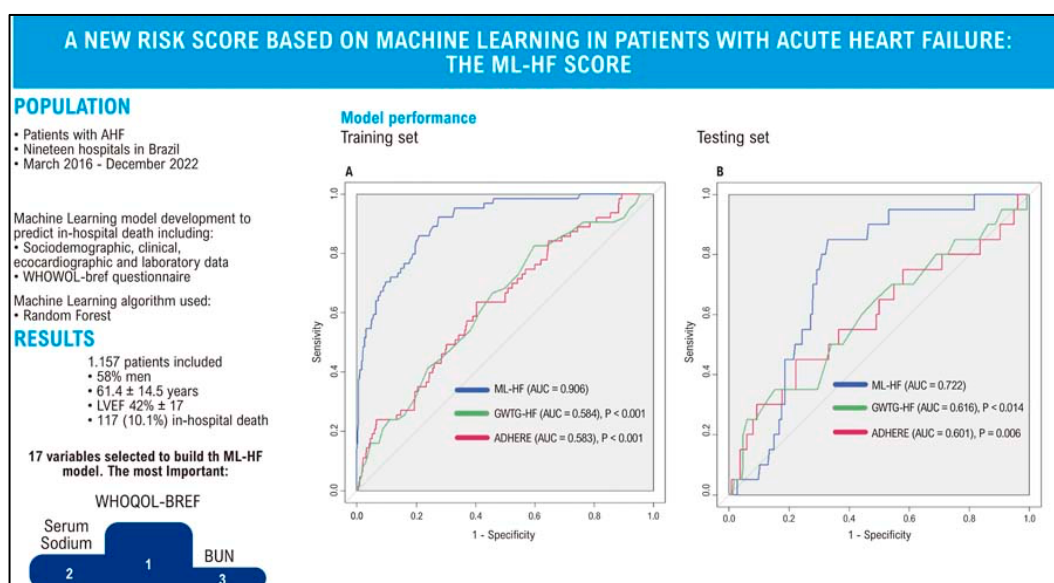 A NEW RISK SCORE BASED ON MACHINE LEARNING IN PATIENTS WITH ACUTE HEART FAILURE:
THE ML-HF SCORE
POPULATION
• Patients with AHF
• Nineteen hospitals in Brazil
• March 2016 - December 2022
Machine Learning model development to
predict in-hospital death including:
• Sociodemographic, clinical,
ecocardiographic and laboratory data
• WHOWOL-bref questionnaire
Machine Learning algorithm used:
• Random Forest
RESULTS
1.157 patients included
• 58% men
• 61.4 ± 14.5 years
• LVEF 42% ± 17
• 117 (10.1%) in-hospital death
17 variables selected to build th ML-HF
model. The most Important:
WHOQOL-BREF
Serum
Sodium
BUN
2
1
3
Model performance
Training set
A
1.0
0.8
0.6
0.4
0.2
0.0
Sensivity
ML-HF (AUC = 0.906)
GWTG-HF (AUC = 0.584), P < 0.001
ADHERE (AUC = 0.583), P < 0.001
0.0 0.2 0.4 0.6 0.8 1.0
1 - Specificity
Testing set
B
1.0
0.8
0.6
0.4
0.2
0.0
Sensivity
ML-HF (AUC = 0.722)
GWTG-HF (AUC = 0.616), P < 0.014
ADHERE (AUC = 0.601), P = 0.006
0.0 0.2 0.4 0.6 0.8 1.0
1 - Specificity